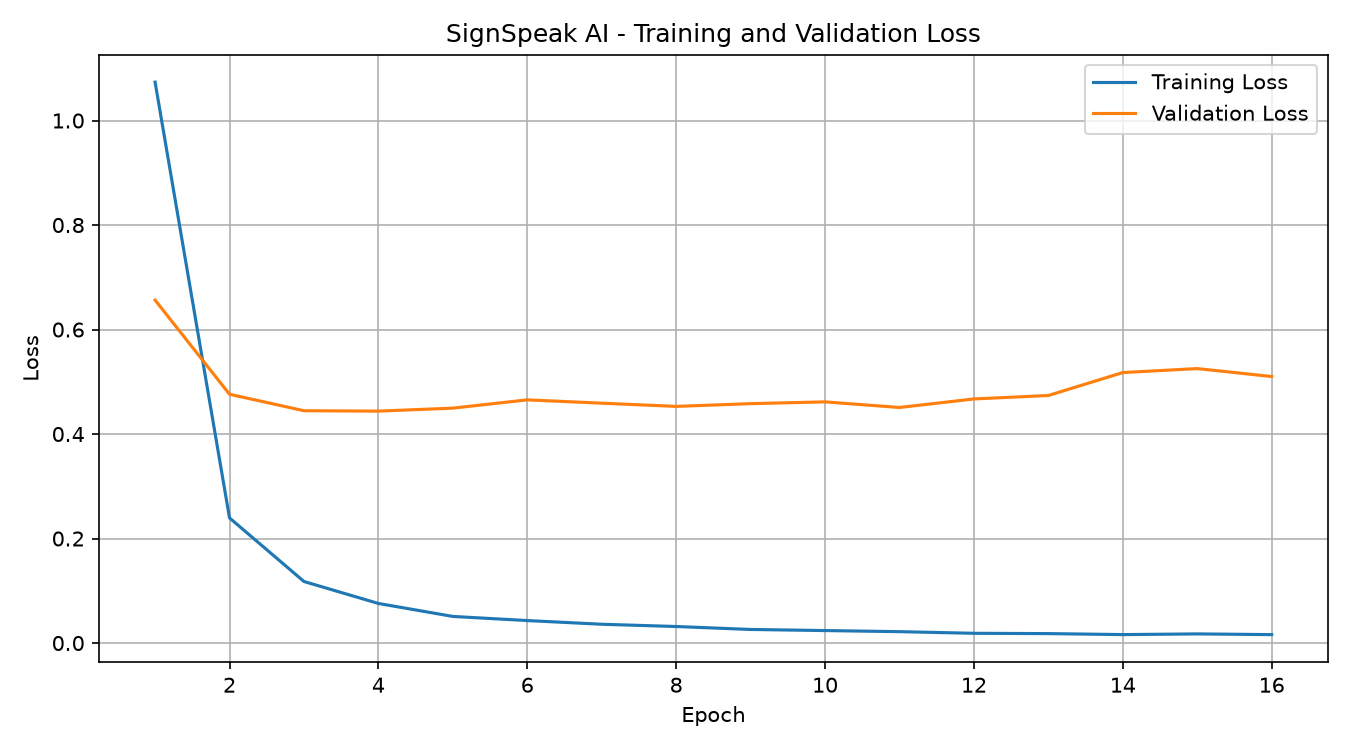 SignSpeak AI - Training and Validation Loss
Training Loss
Validation Loss
1.0
0.8
0.6
0.4
0.2
0.0
Loss
2 4 6 8 10 12 14 16
Epoch